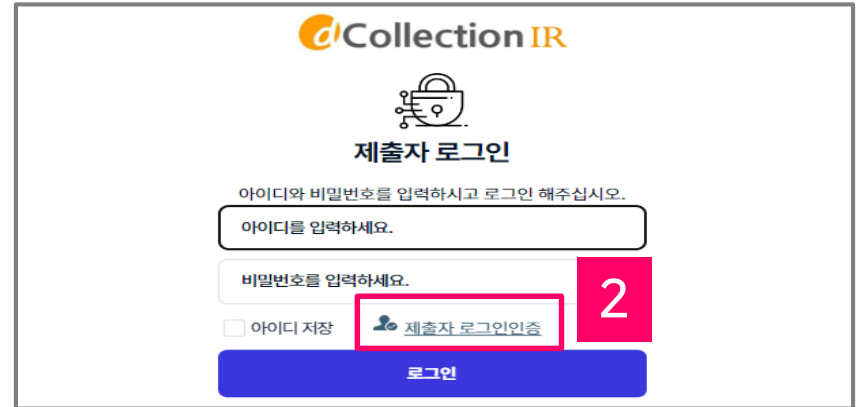 dCollection IR
제출자 로그인
아이디와 비밀번호를 입력하시고 로그인 해주십시오.
아이디를 입력하세요.
비밀번호를 입력하세요.
2
아이디 저장 제출자 로그인인증
로그인